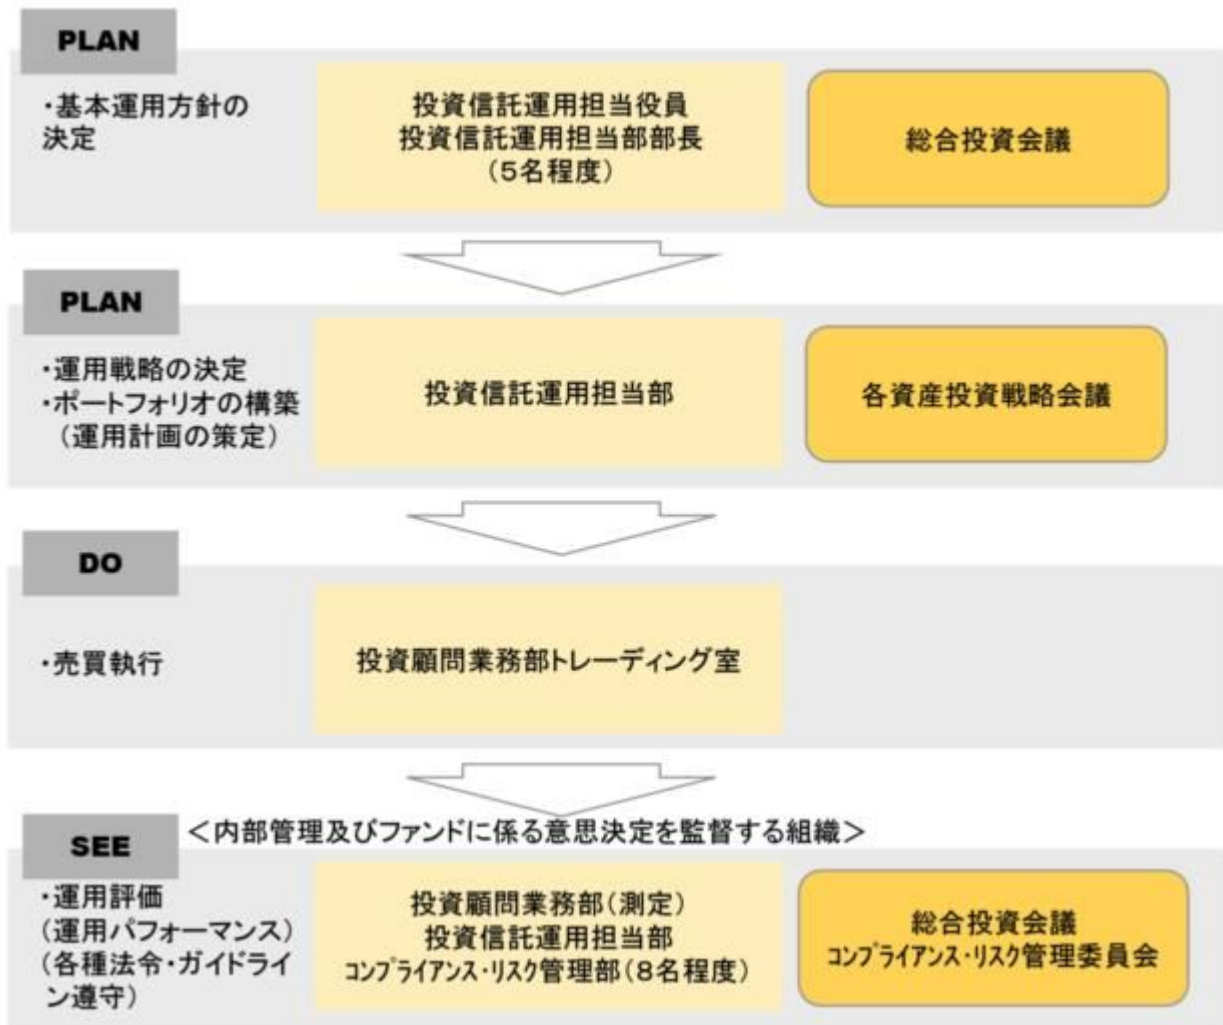 PLAN
・基本運用方針の
決定
投資信託運用担当役員
投資信託運用担当部部長
(5名程度)
総合投資会議
PLAN
・運用戦略の決定
・ポートフォリオの構築
(運用計画の策定)
投資信託運用担当部
各資産投資戦略会議
DO
・売買執行
投資顧問業務部トレーディング室
SEE
＜内部管理及びファンドに係る意思決定を監督する組織＞
・運用評価
(運用パフォーマンス)
(各種法令・ガイドライ
ン遵守)
投資顧問業務部(測定)
投資信託運用担当部
ｺﾝﾌﾟﾗｲｱﾝｽ・ﾘｽｸ管理部(8名程度)
総合投資会議
ｺﾝﾌﾟﾗｲｱﾝｽ・ﾘｽｸ管理委員会